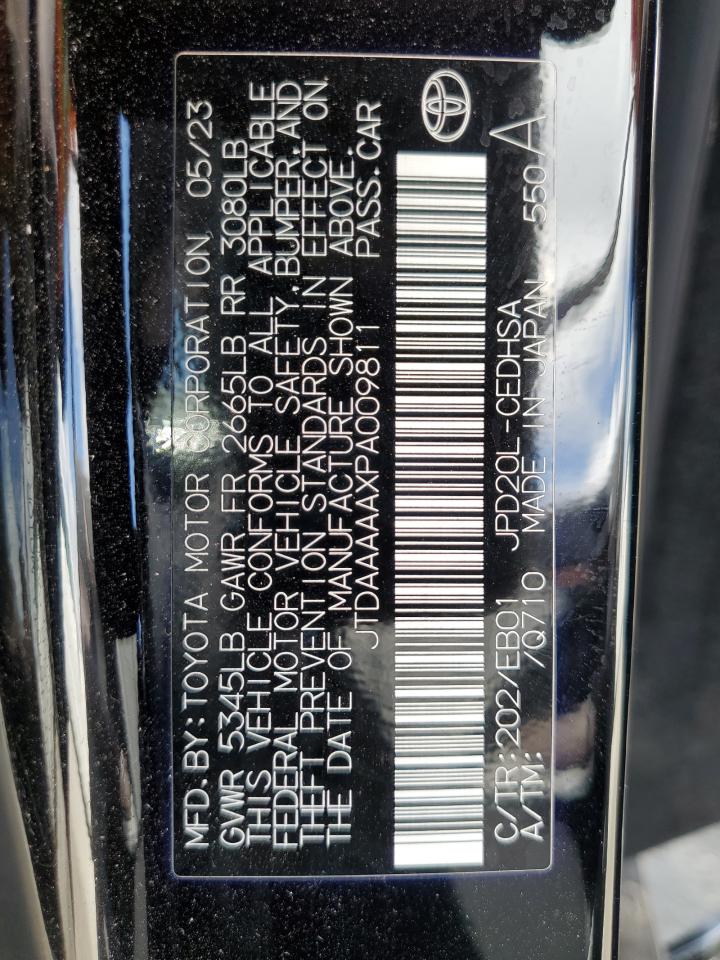 MFD.BY:TOYOTA MOTOR CORPORATION 05/23
GVWR 5345LB GAWR FR 2665LB RR 3080LB
THIS VEHICLE CONFORMS TO ALL APPLICABLE
FEDERAL MOTOR VEHICLE SAFETY,BUMPER,AND
THEFT PREVENTION STANDARDS IN EFFECT ON
THE DATE OF MANUFACTURE SHOWN ABOVE.
JTDAAAAAXPA009811 PASS.CAR
C/TR:202/EB01 JPD20L-CEDHSA
A/TM: /Q710 MADE IN JAPAN 550 A